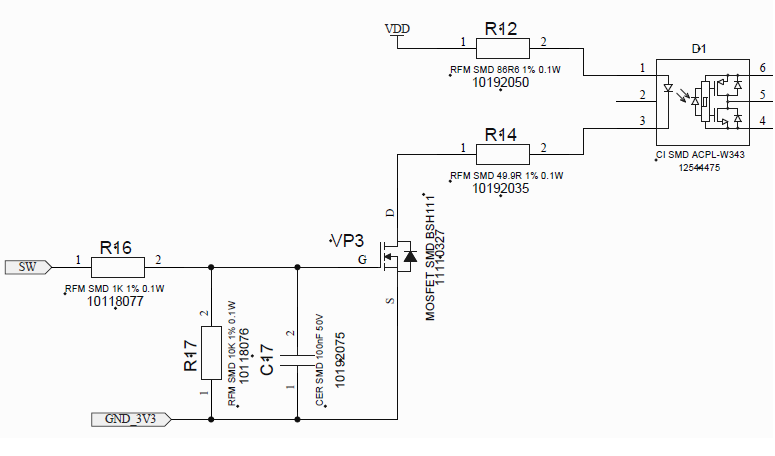 VDD
R12
1
2
RFM SMD 86R6 1% 0.1W
10192050
D1
1
2
3
6
5
4
CI SMD ACPL-W343
12544475
R14
1
2
RFM SMD 49.9R 1% 0.1W
10192035
D
VP3
G
S
MOSFET SMD BSH111
11110327
SW
R16
1
2
RFM SMD 1K 1% 0.1W
10118077
2
R17
1
RFM SMD 10K 1% 0.1W
10118076
2
C17
1
CER SMD 100nF 50V
10192075
GND_3V3